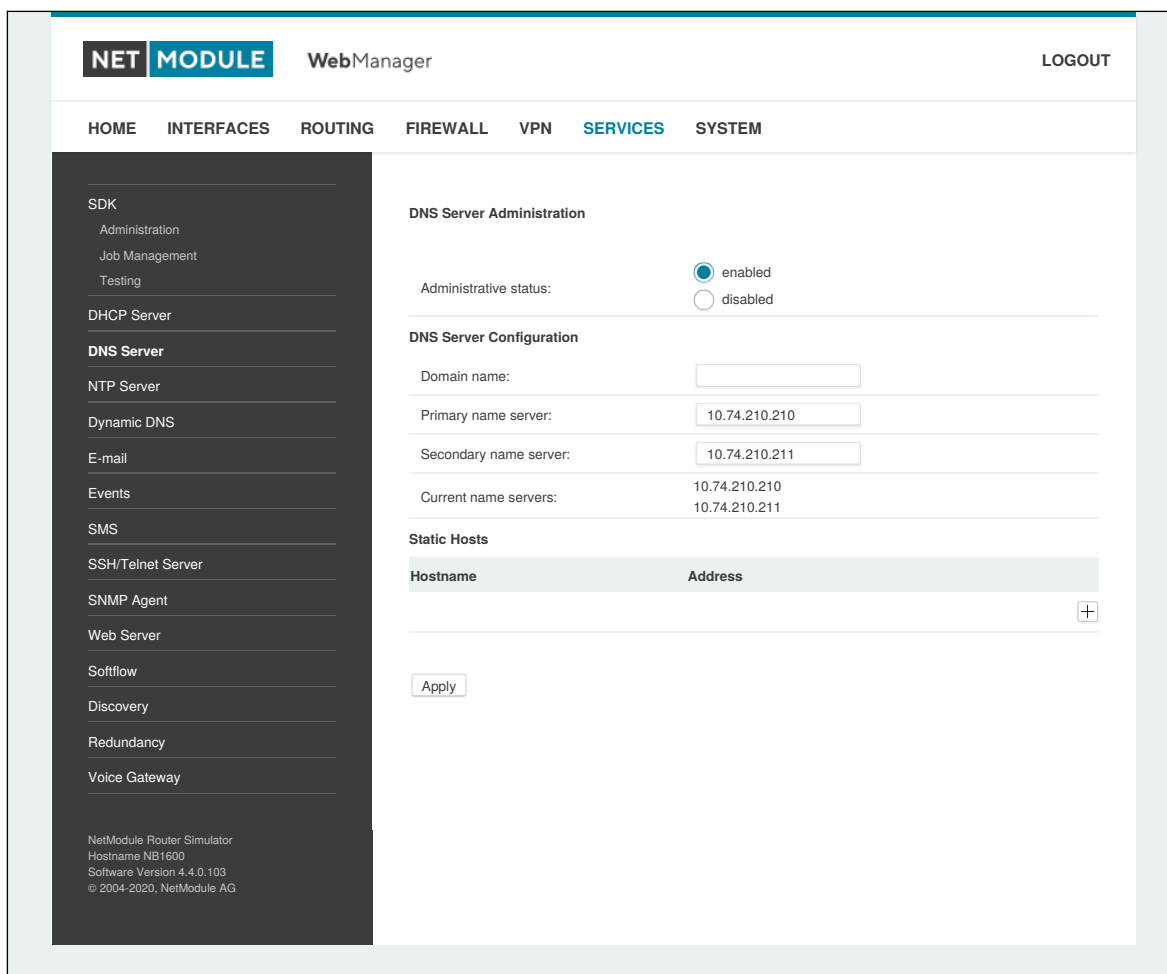 NET MODULE WebManager LOGOUT
HOME INTERFACES ROUTING FIREWALL VPN SERVICES SYSTEM
SDK
Administration
Job Management
Testing
DHCP Server
DNS Server
NTP Server
Dynamic DNS
E-mail
Events
SMS
SSH/Telnet Server
SNMP Agent
Web Server
Softflow
Discovery
Redundancy
Voice Gateway
NetModule Router Simulator
Hostname NB1600
Software Version 4.4.0.103
© 2004-2020, NetModule AG
DNS Server Administration
Administrative status:
enabled
disabled
DNS Server Configuration
Domain name:
Primary name server: 10.74.210.210
Secondary name server: 10.74.210.211
Current name servers:
10.74.210.210
10.74.210.211
Static Hosts
Hostname Address
Apply